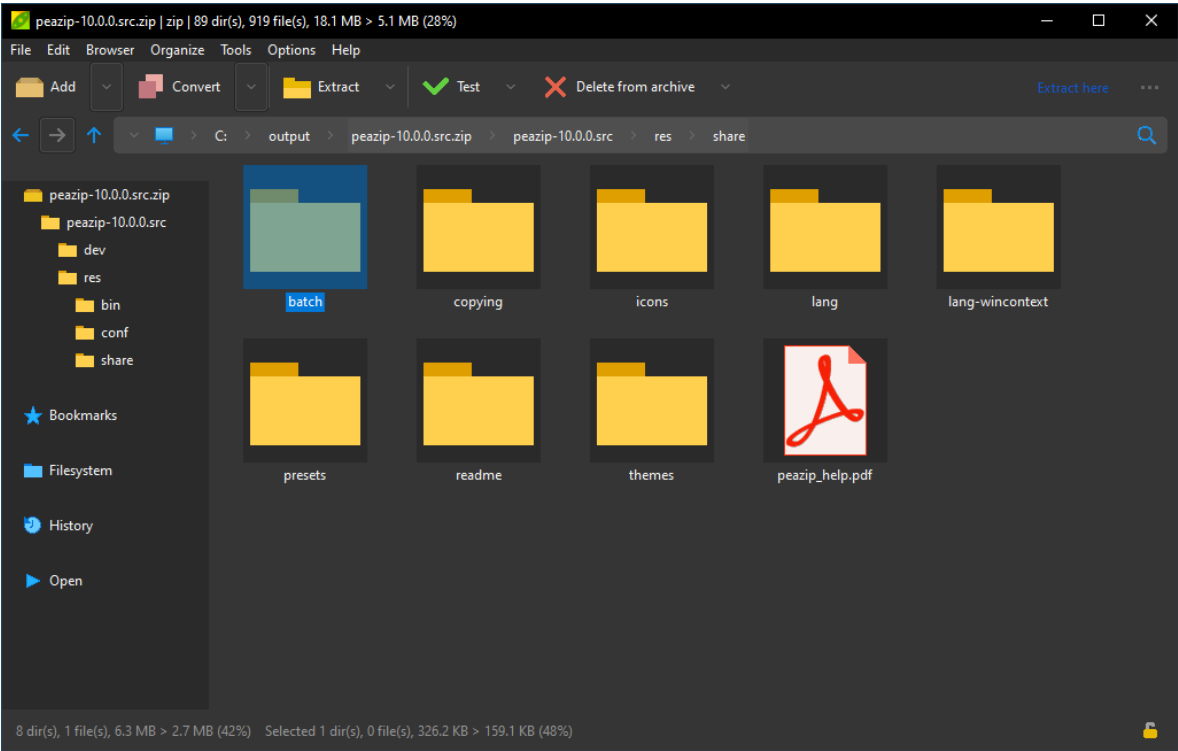 peazip-10.0.0.src.zip | zip | 89 dir(s), 919 file(s), 18.1 MB > 5.1 MB (28%)
File Edit Browser Organize Tools Options Help
Add Convert Extract Test Delete from archive Extract here
C: output peazip-10.0.0.src.zip peazip-10.0.0.src res share
peazip-10.0.0.src.zip
peazip-10.0.0.src
dev
res
bin
conf
share
Bookmarks
Filesystem
History
Open
batch copying icons lang lang-wincontext
presets readme themes peazip_help.pdf
8 dir(s), 1 file(s), 6.3 MB > 2.7 MB (42%) Selected 1 dir(s), 0 file(s), 326.2 KB > 159.1 KB (48%)